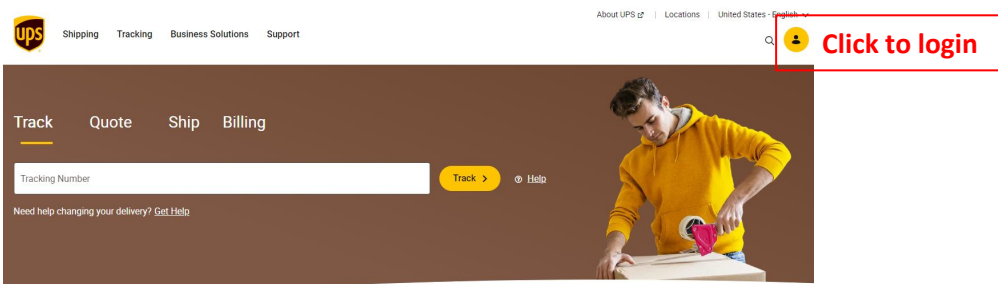 About UPS | Locations | United States - English
ups Shipping Tracking Business Solutions Support
Click to login
Track Quote Ship Billing
Tracking Number Track > Help
Need help changing your delivery? Get Help